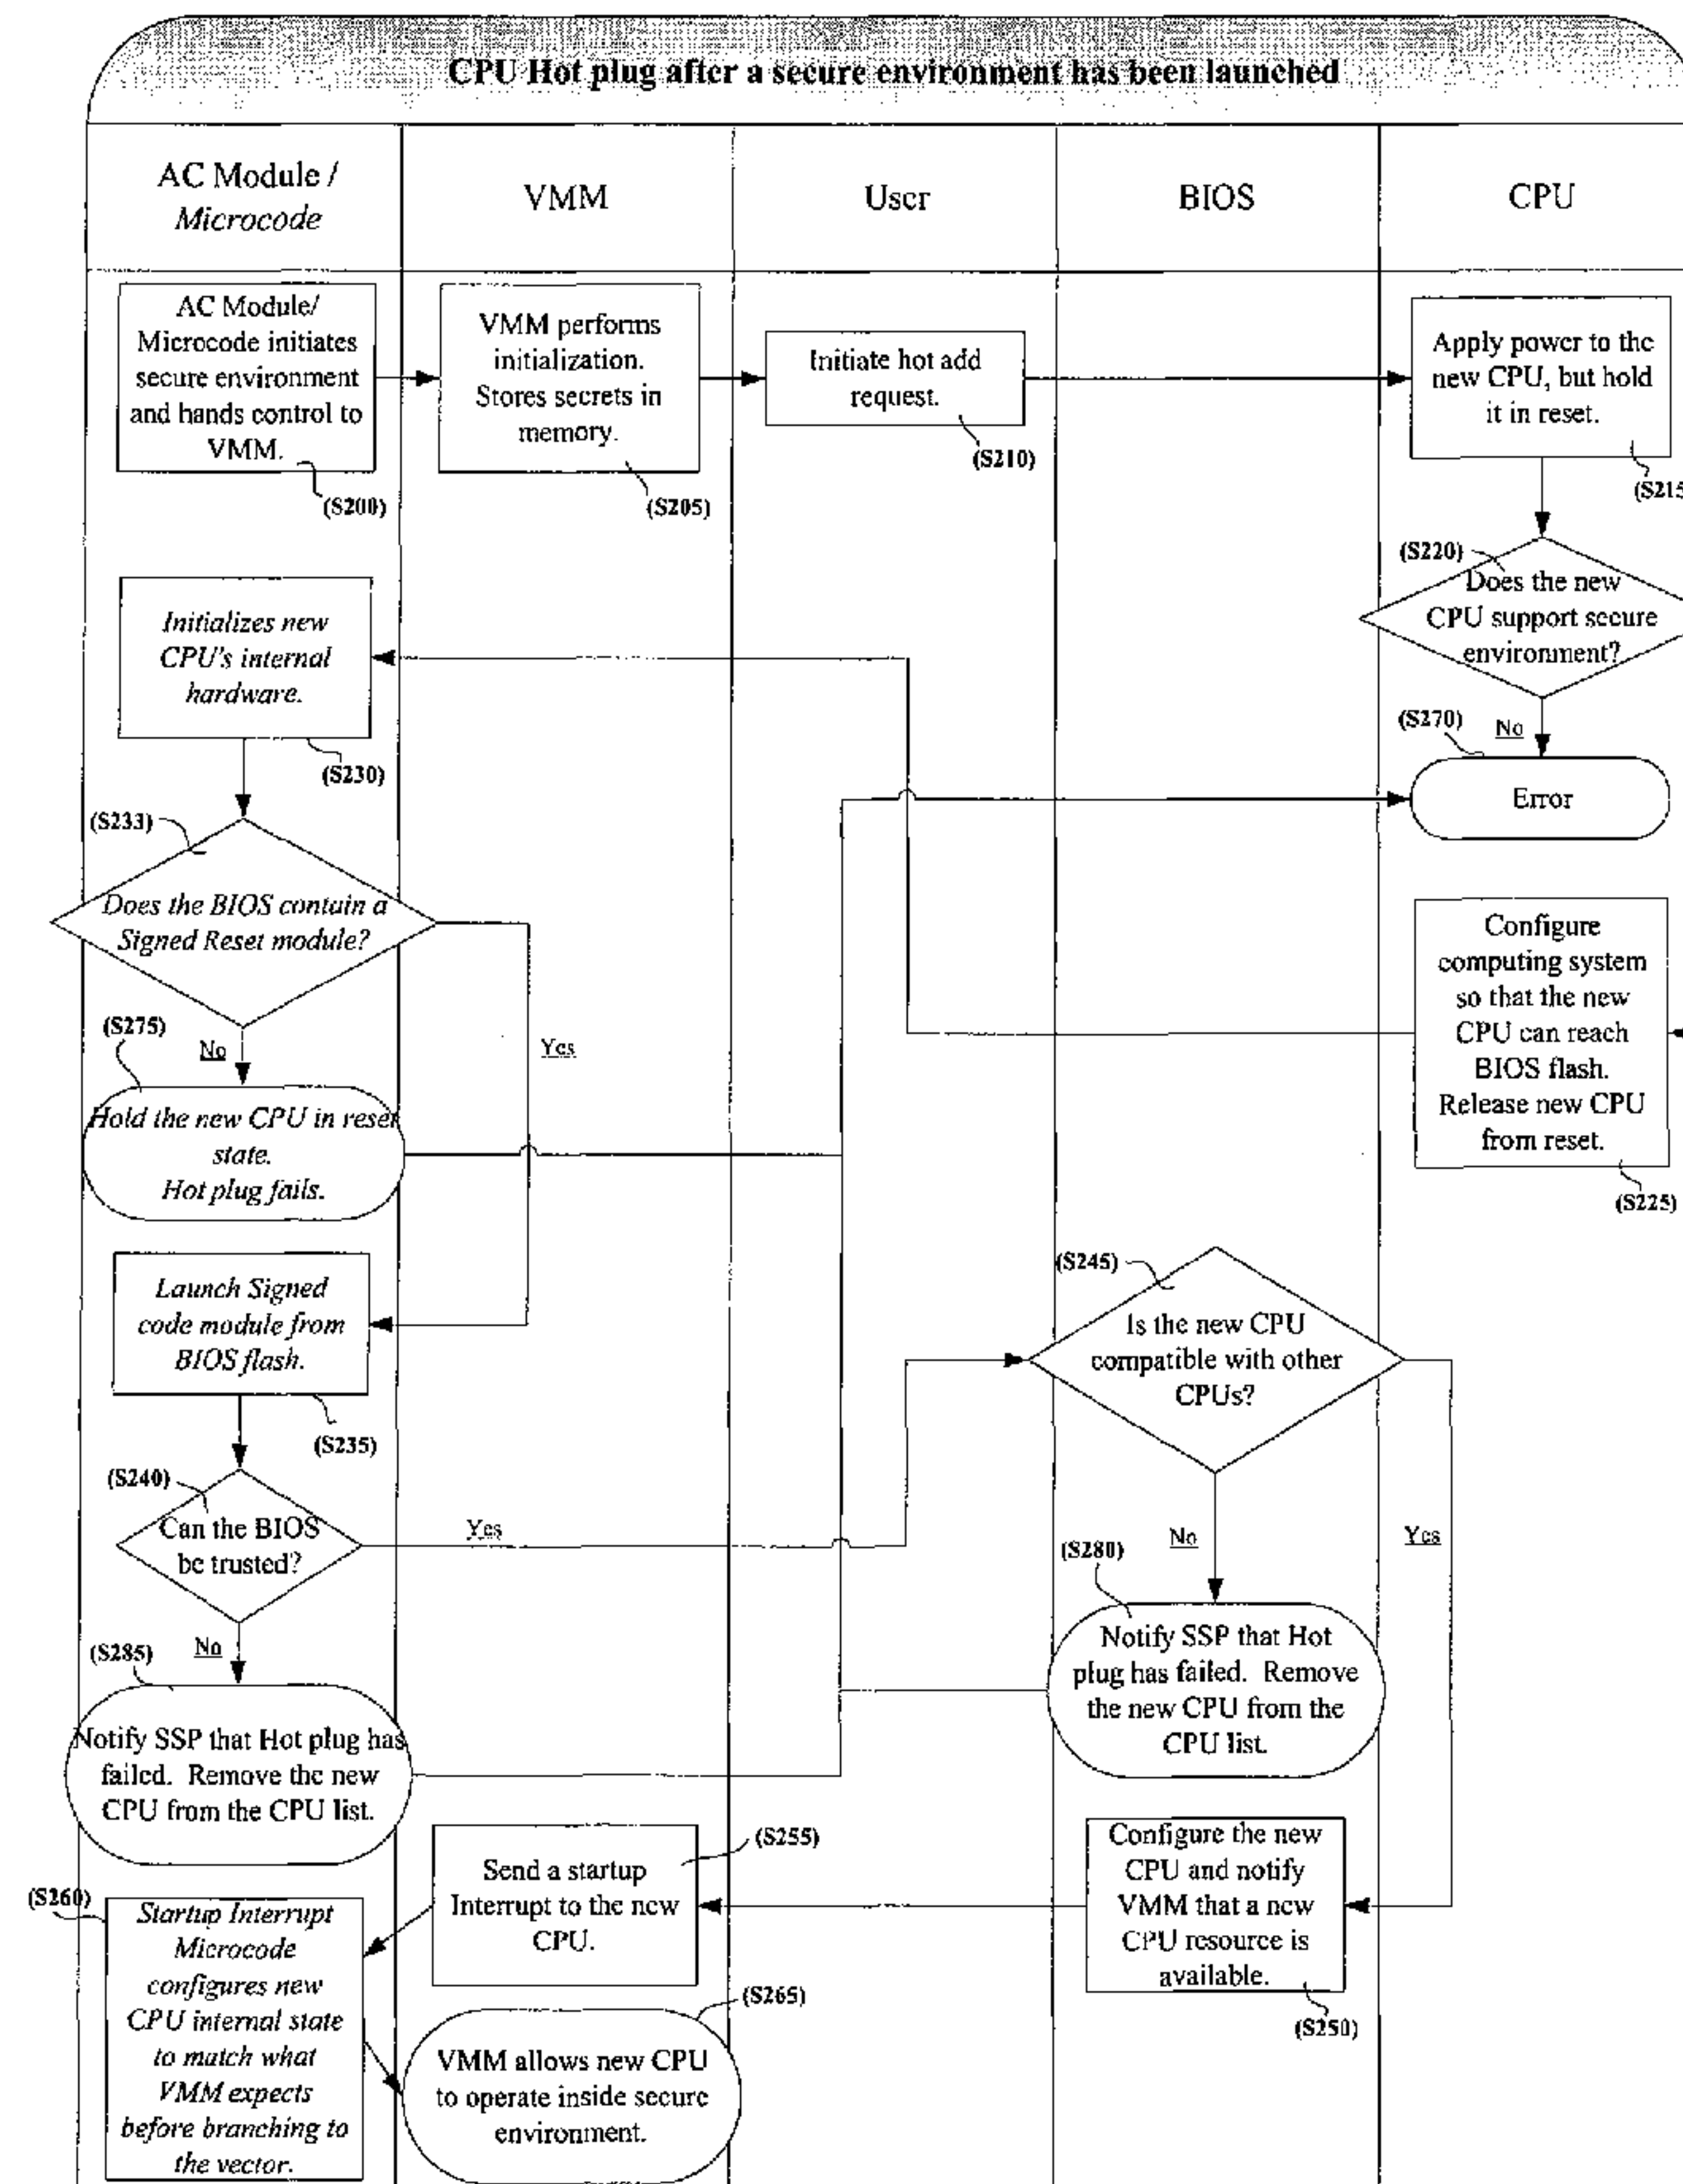 CPU Hot plug after a secure environment has been launched
AC Module /
Microcode
VMM
User
BIOS
CPU
AC Module/
Microcode initiates
secure environment
and hands control to
VMM.
(S200)
VMM performs
initialization.
Stores secrets in
memory.
(S205)
Initiate hot add
request.
(S210)
Apply power to the
new CPU, but hold
it in reset.
(S215
(S220)
Does the new
CPU support secure
environment?
(S270)
No
Error
Initializes new
CPU's internal
hardware.
(S230)
(S233)
Does the BIOS contain a
Signed Reset module?
(S275)
No
Yes
Hold the new CPU in reset
state.
Hot plug fails.
Configure
computing system
so that the new
CPU can reach
BIOS flash.
Release new CPU
from reset.
(S225)
Launch Signed
code module from
BIOS flash.
(S235)
(S240)
Can the BIOS
be trusted?
Yes
(S245)
Is the new CPU
compatible with other
CPUs?
No
Yes
(S280)
Notify SSP that Hot
plug has failed. Remove
the new CPU from the
CPU list.
No
(S285)
Notify SSP that Hot plug has
failed. Remove the new
CPU from the CPU list.
(S255)
Send a startup
Interrupt to the new
CPU.
Configure the new
CPU and notify
VMM that a new
CPU resource is
available.
(S250)
(S260)
Startup Interrupt
Microcode
configures new
CPU internal state
to match what
VMM expects
before branching to
the vector.
(S265)
VMM allows new CPU
to operate inside secure
environment.